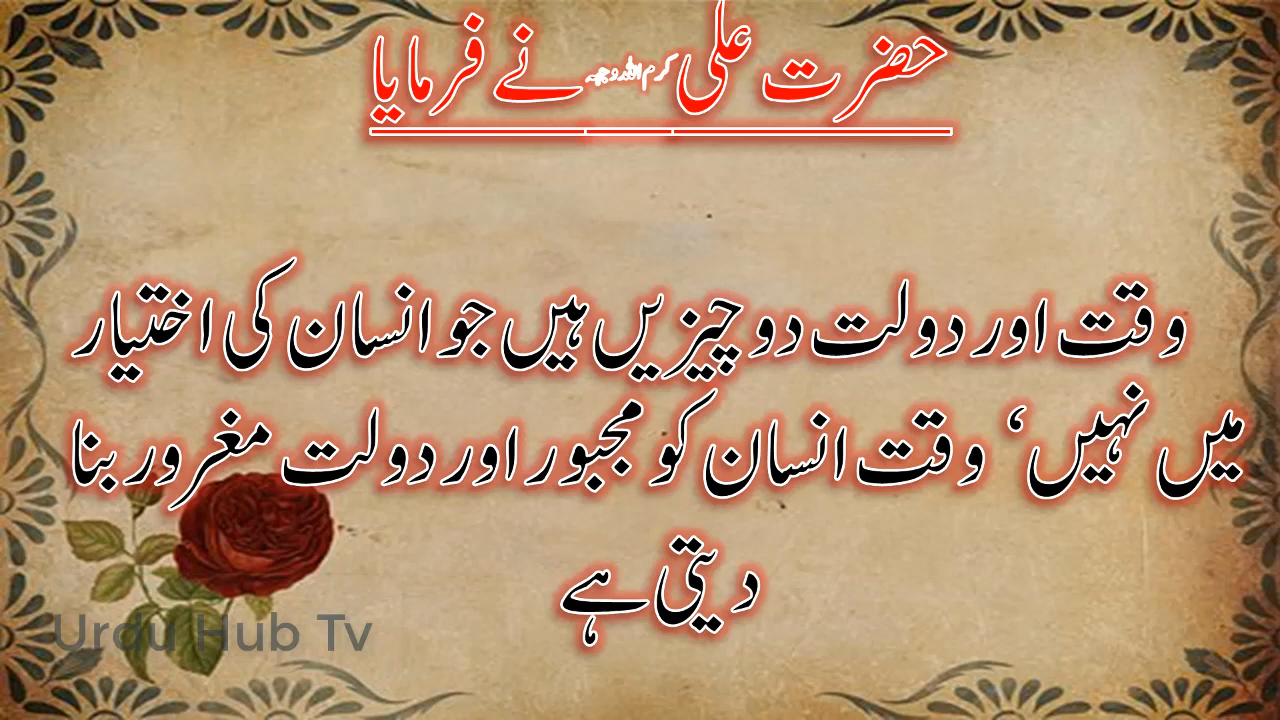 حضرت علی کرم اللہ وجہہ نے فرمایا
وقت اور دولت دو چیزیں ہیں جو انسان کی اختیار
میں نہیں‘ وقت انسان کو مجبور اور دولت مغرور بنا
دیتی ہے
Urdu Hub Tv